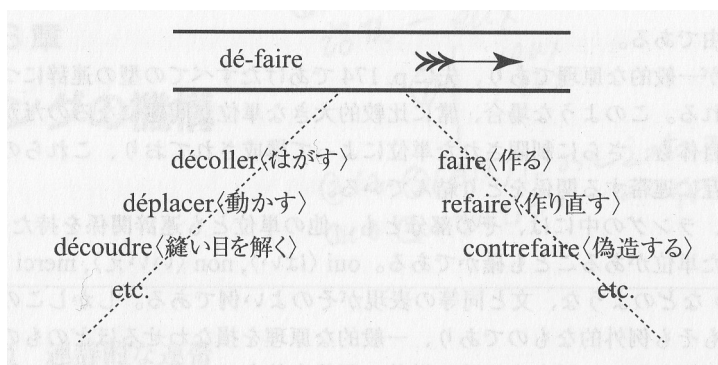 dé-faire
décoller〈はがす〉 faire〈作る〉
déplacer〈動かす〉 refaire〈作り直す〉
découdre〈縫い目を解く〉 contrefaire〈偽造する〉
etc. etc.